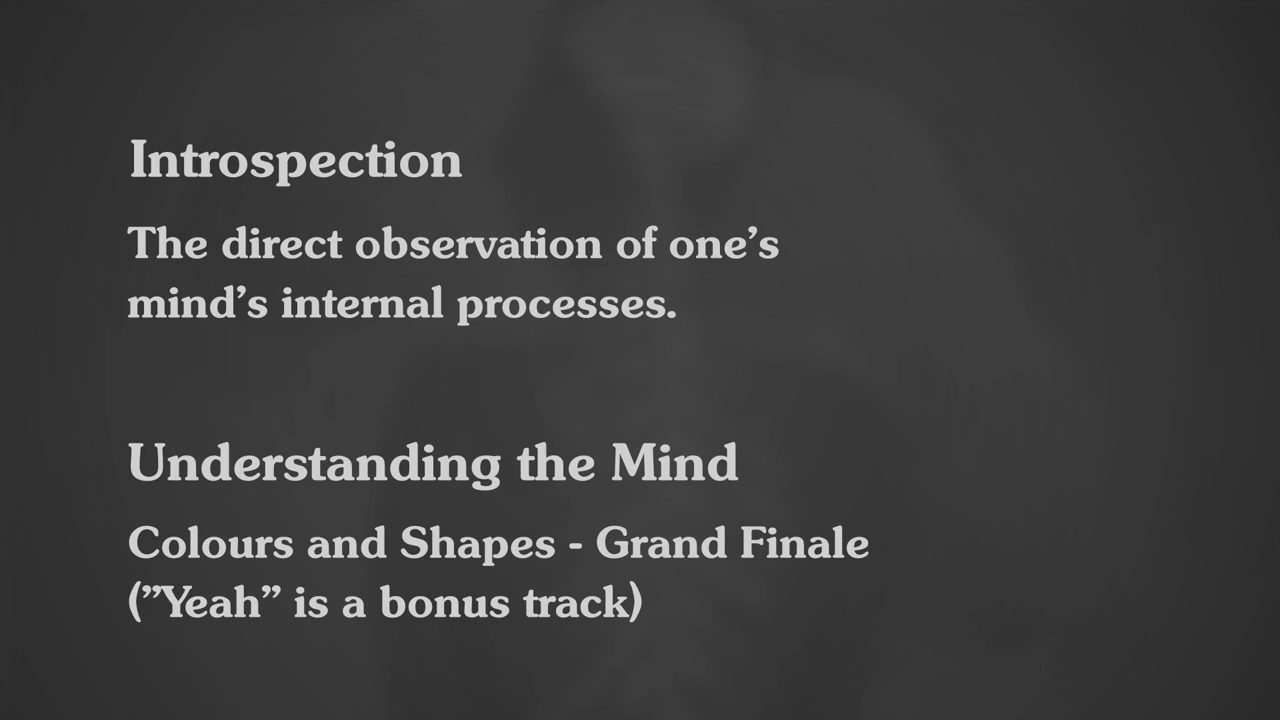 Introspection
The direct observation of one’s
mind’s internal processes.
Understanding the Mind
Colours and Shapes - Grand Finale
(”Yeah” is a bonus track)